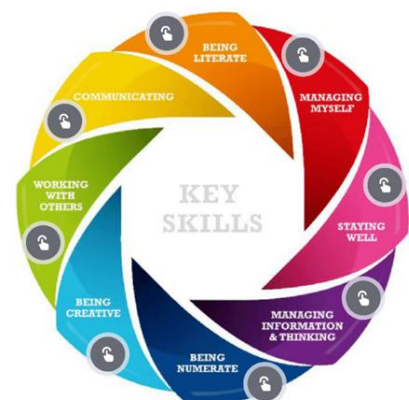 KEY
SKILLS
BEING
LITERATE
MANAGING
MYSELF
STAYING
WELL
MANAGING
INFORMATION
& THINKING
BEING
NUMERATE
BEING
CREATIVE
WORKING
WITH
OTHERS
COMMUNICATING